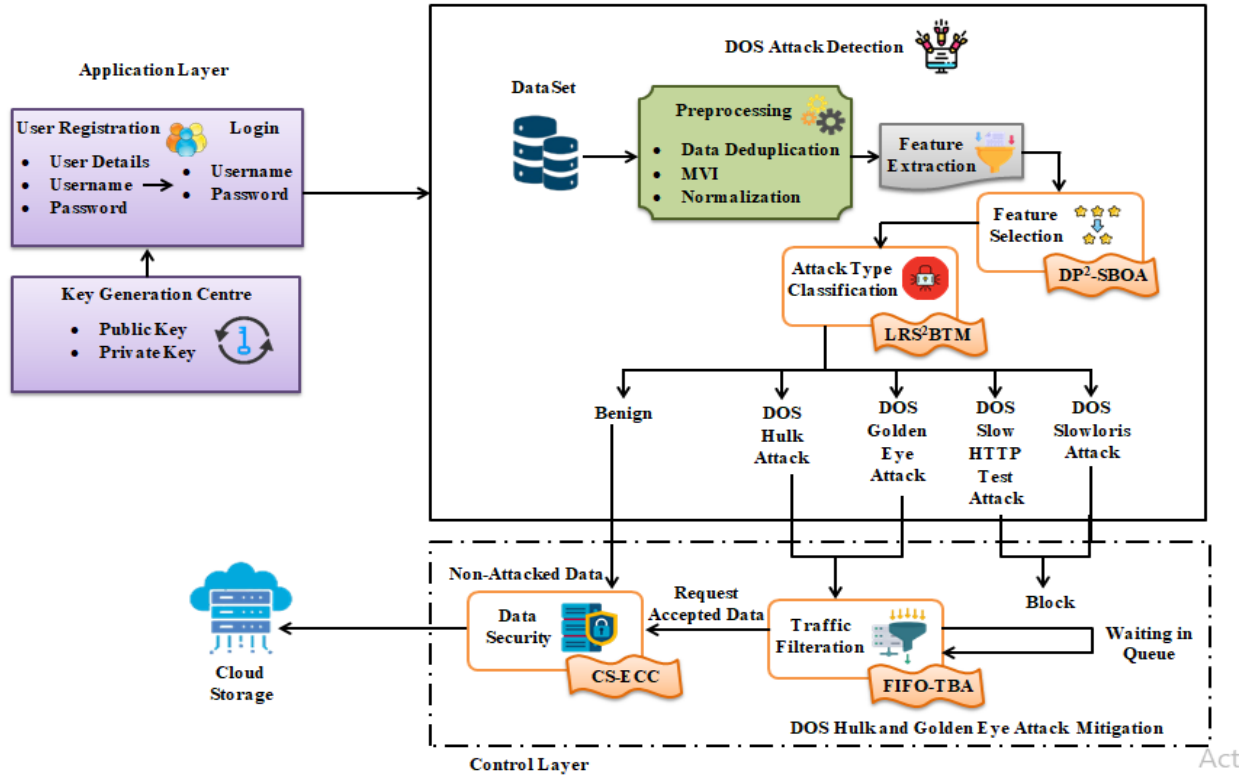 DOS Attack Detection
Application Layer
User Registration
• User Details
• Username
• Password
Login
• Username
• Password
Key Generation Centre
• Public Key
• Private Key
DataSet
Preprocessing
• Data Deduplication
• MVI
• Normalization
Feature
Extraction
Feature
Selection
DP²-SBOA
Attack Type
Classification
LRS²BTM
Benign
DOS
Hulk
Attack
DOS
Golden
Eye
Attack
DOS
Slow
HTTP
Test
Attack
DOS
Slowloris
Attack
Non-Attacked Data
Data
Security
CS-ECC
Request
Accepted Data
Traffic
Filteration
FIFO-TBA
Block
Waiting in
Queue
Cloud
Storage
DOS Hulk and Golden Eye Attack Mitigation
Control Layer
Act